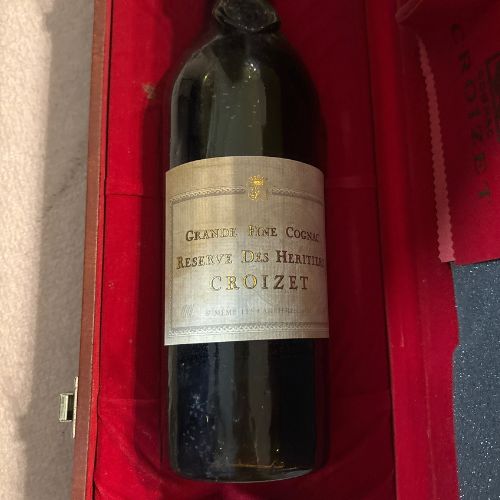 GRANDE FINE COGNAC
RESERVE DES HERITIERS
CROIZET
CROIZET